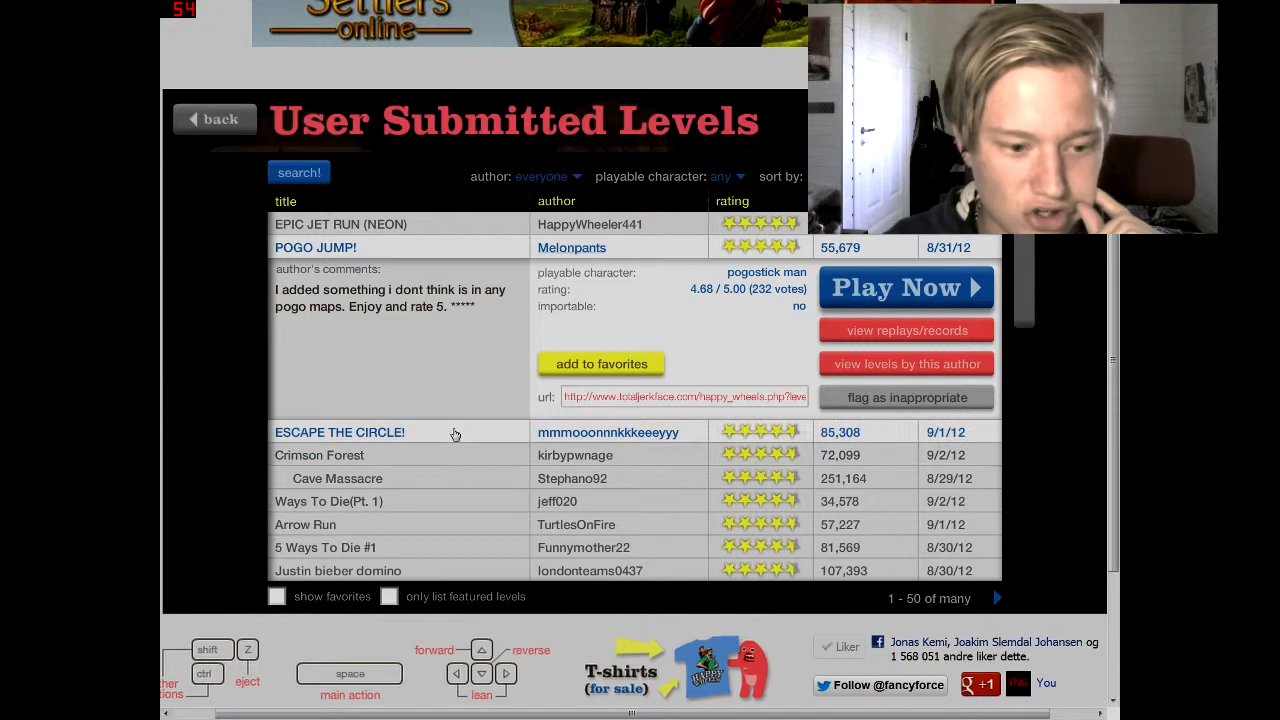 54
Settlers
online
back
User Submitted Levels
search!
author: everyone
playable character: any
sort by:
title author rating
EPIC JET RUN (NEON) HappyWheeler441
POGO JUMP! Melonpants 55,679 8/31/12
author's comments:
I added something i dont think is in any
pogo maps. Enjoy and rate 5. *****
playable character: pogostick man
rating: 4.68 / 5.00 (232 votes)
importable: no
add to favorites
url: http://www.totaljerkface.com/happy_wheels.php?leve
Play Now
view replays/records
view levels by this author
flag as inappropriate
ESCAPE THE CIRCLE! mmmooonnnkkkeeeyyy 85,308 9/1/12
Crimson Forest kirbypwnage 72,099 9/2/12
Cave Massacre Stephano92 251,164 8/29/12
Ways To Die(Pt. 1) jeff020 34,578 9/2/12
Arrow Run TurtlesOnFire 57,227 9/1/12
5 Ways To Die #1 Funnymother22 81,569 8/30/12
Justin bieber domino londonteams0437 107,393 8/30/12
show favorites only list featured levels 1 - 50 of many
shift Z
ctrl eject
space
main action
forward reverse
lean
T-shirts
(for sale)
HAPPY
WHEELS
Liker
Jonas Kemi, Joakim Slemdal Johansen og
1 568 051 andre liker dette.
Follow @fancyforce
g +1
You